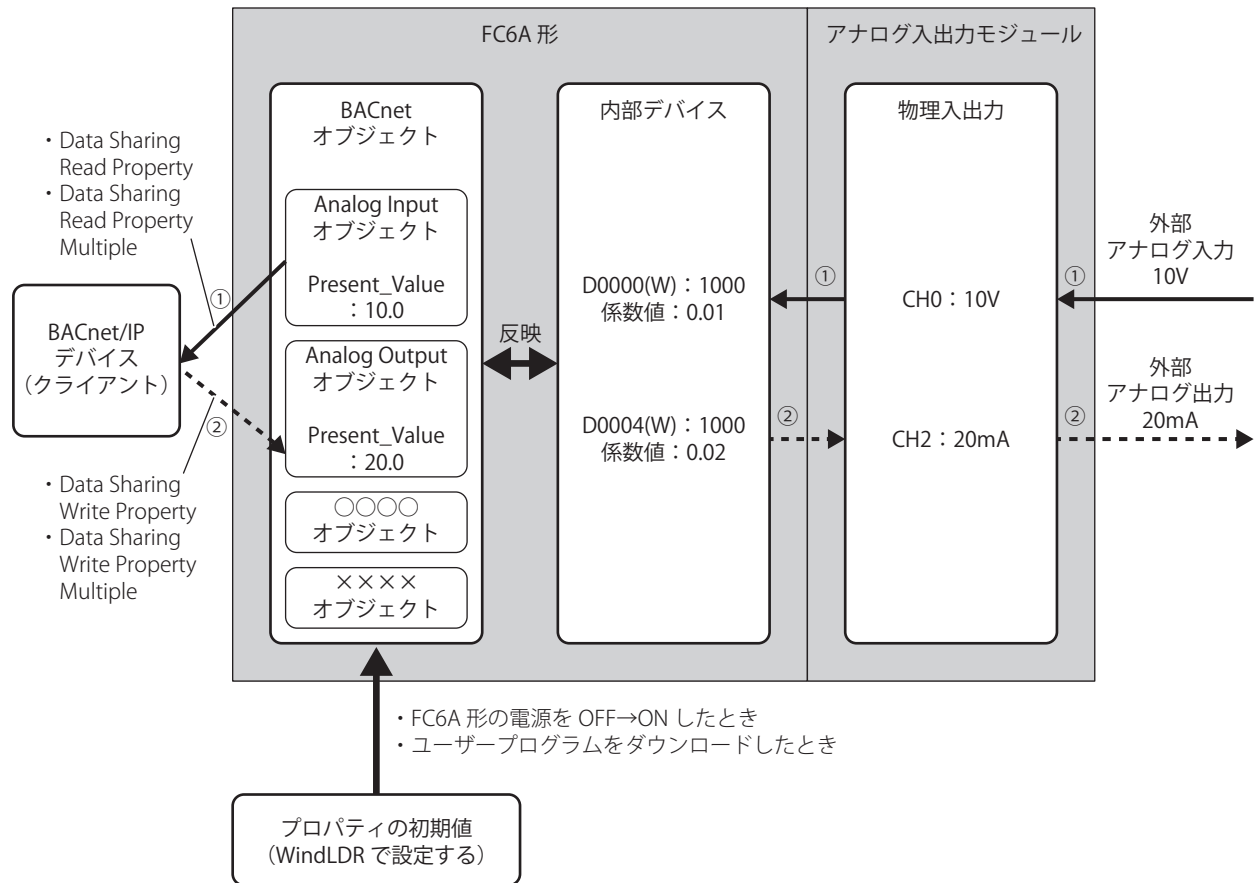 FC6A 形
アナログ入出力モジュール
BACnet
オブジェクト
内部デバイス
物理入出力
・Data Sharing
Read Property
・Data Sharing
Read Property
Multiple
Analog Input
オブジェクト
Present_Value
：10.0
①
D0000(W)：1000
係数値：0.01
①
CH0：10V
①
外部
アナログ入力
10V
BACnet/IP
デバイス
（クライアント）
反映
Analog Output
オブジェクト
Present_Value
：20.0
②
D0004(W)：1000
係数値：0.02
②
CH2：20mA
②
外部
アナログ出力
20mA
・Data Sharing
Write Property
・Data Sharing
Write Property
Multiple
○○○○
オブジェクト
××××
オブジェクト
・FC6A 形の電源を OFF→ON したとき
・ユーザープログラムをダウンロードしたとき
プロパティの初期値
（WindLDR で設定する）